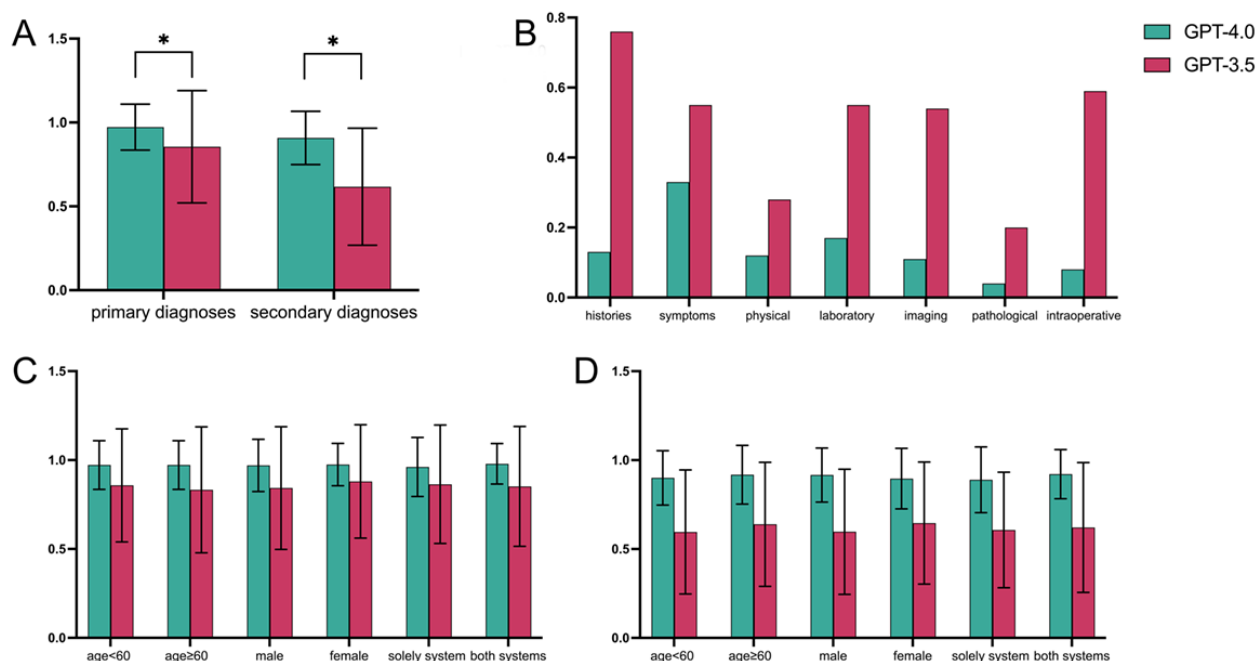 A
1.5
1.0
0.5
0.0
*
*
primary diagnoses secondary diagnoses
B
0.8
0.6
0.4
0.2
0.0
histories symptoms physical laboratory imaging pathological intraoperative
GPT-4.0
GPT-3.5
C
1.5
1.0
0.5
0.0
age<60 age≥60 male female solely system both systems
D
1.5
1.0
0.5
0.0
age<60 age≥60 male female solely system both systems